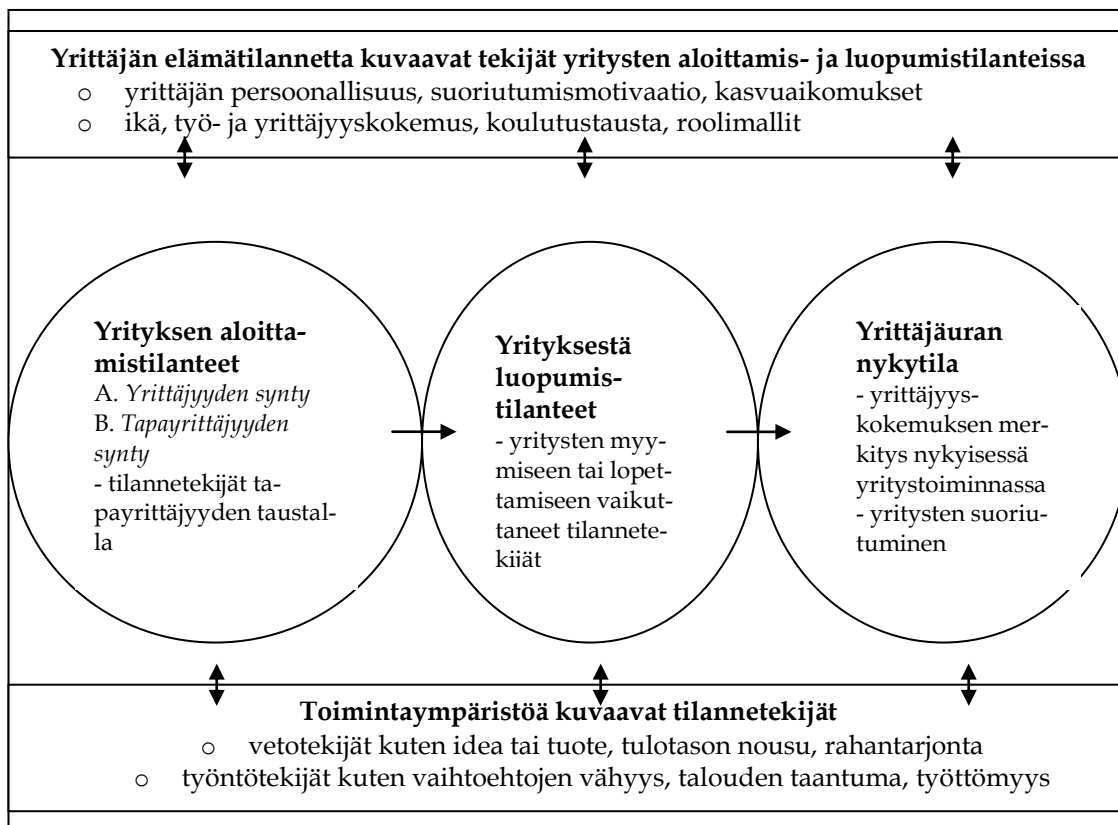 Yrittäjän elämätilannetta kuvaavat tekijät yritysten aloittamis- ja luopumistilanteissa
o yrittäjän persoonallisuus, suoriutumismotivaatio, kasvuaikomukset
o ikä, työ- ja yrittäjyyskokemus, koulutustausta, roolimallit
Yrityksen aloitta-
mistilanteet
A. Yrittäjyyden synty
B. Tapayrittäjyyden
synty
- tilannetekijät ta-
payrittäjyyden taustal-
la
Yrityksestä
luopumis-
tilanteet
- yritysten myy-
miseen tai lopet-
tamiseen vaikut-
taneet tilannete-
kijät
Yrittäjäuran
nykytila
- yrittäjyys-
kokemuksen mer-
kitys nykyisessä
yritystoiminnassa
- yritysten suoriu-
tuminen
Toimintaympäristöä kuvaavat tilannetekijät
o vetotekijät kuten idea tai tuote, tulotason nousu, rahantarjonta
o työntötekijät kuten vaihtoehtojen vähyys, talouden taantuma, työttömyys